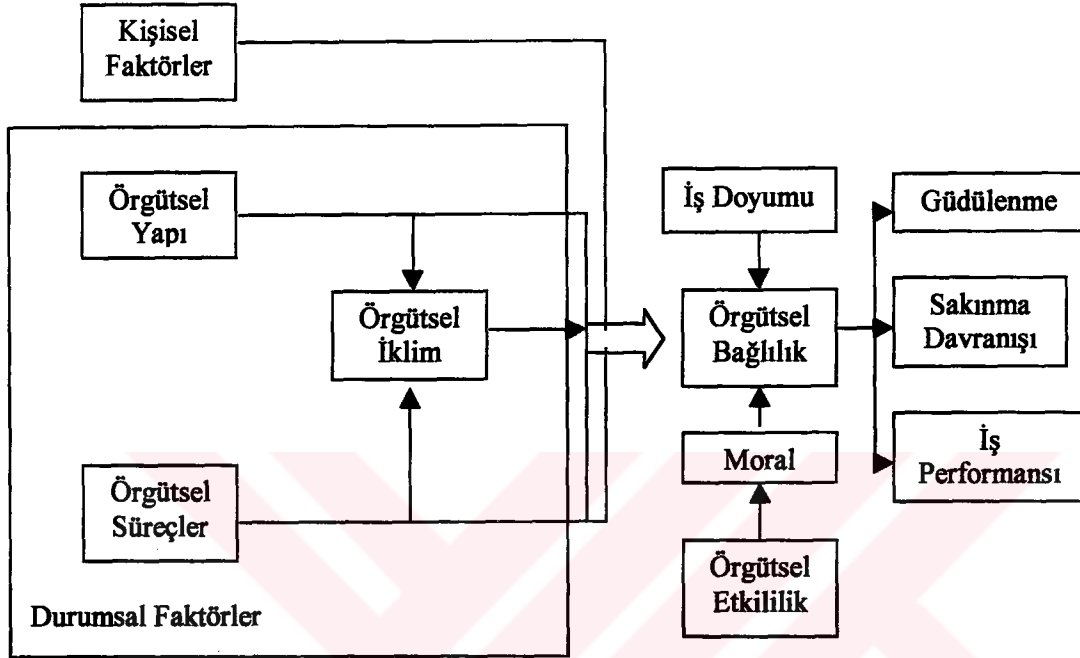 Kişisel
Faktörler
Örgütsel
Yapı
Örgütsel
İklim
Örgütsel
Süreçler
Durumsal Faktörler
İş Doyumu
Örgütsel
Bağlılık
Moral
Örgütsel
Etkililik
Güdülenme
Sakınma
Davranışı
İş
Performansı